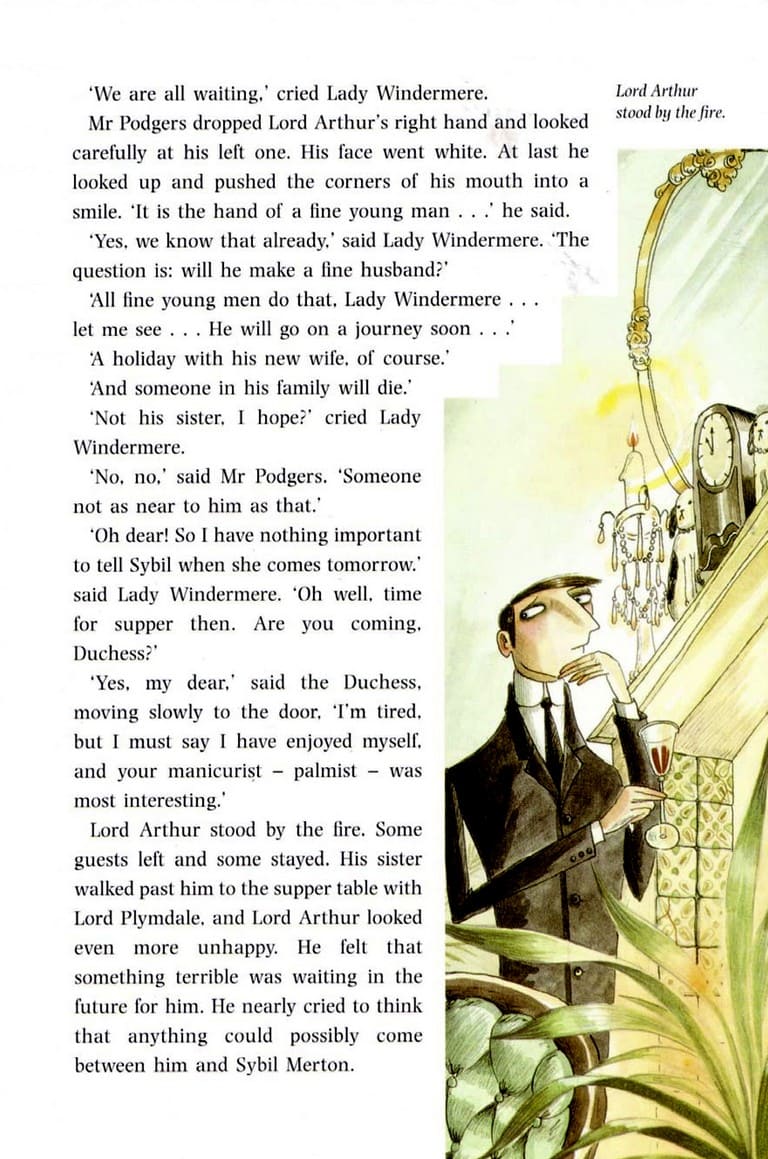 'We are all waiting,' cried Lady Windermere.
Mr Podgers dropped Lord Arthur's right hand and looked
carefully at his left one. His face went white. At last he
looked up and pushed the corners of his mouth into a
smile. 'It is the hand of a fine young man . . .' he said.
'Yes, we know that already,' said Lady Windermere. 'The
question is: will he make a fine husband?'
'All fine young men do that, Lady Windermere . . .
let me see . . . He will go on a journey soon . . .'
'A holiday with his new wife, of course.'
'And someone in his family will die.'
'Not his sister, I hope?' cried Lady
Windermere.
'No, no,' said Mr Podgers. 'Someone
not as near to him as that.'
'Oh dear! So I have nothing important
to tell Sybil when she comes tomorrow.'
said Lady Windermere. 'Oh well, time
for supper then. Are you coming,
Duchess?'
'Yes, my dear,' said the Duchess,
moving slowly to the door, 'I'm tired,
but I must say I have enjoyed myself,
and your manicurist – palmist – was
most interesting.'
Lord Arthur stood by the fire. Some
guests left and some stayed. His sister
walked past him to the supper table with
Lord Plymdale, and Lord Arthur looked
even more unhappy. He felt that
something terrible was waiting in the
future for him. He nearly cried to think
that anything could possibly come
between him and Sybil Merton.
Lord Arthur
stood by the fire.